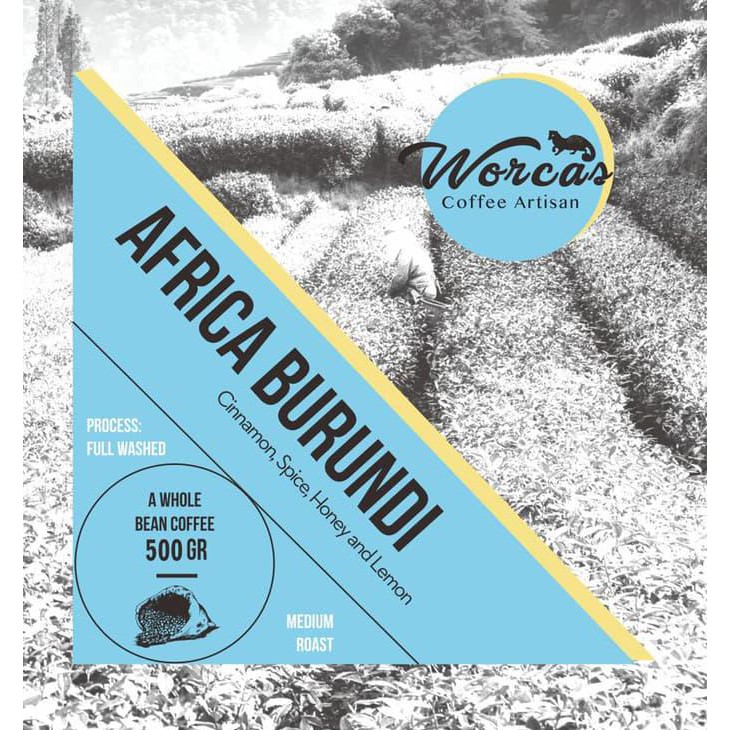 Worcas
Coffee Artisan
AFRICA BURUNDI
Cinnamon, Spice, Honey and Lemon
PROCESS:
FULL WASHED
A WHOLE
BEAN COFFEE
500 GR
MEDIUM
ROAST